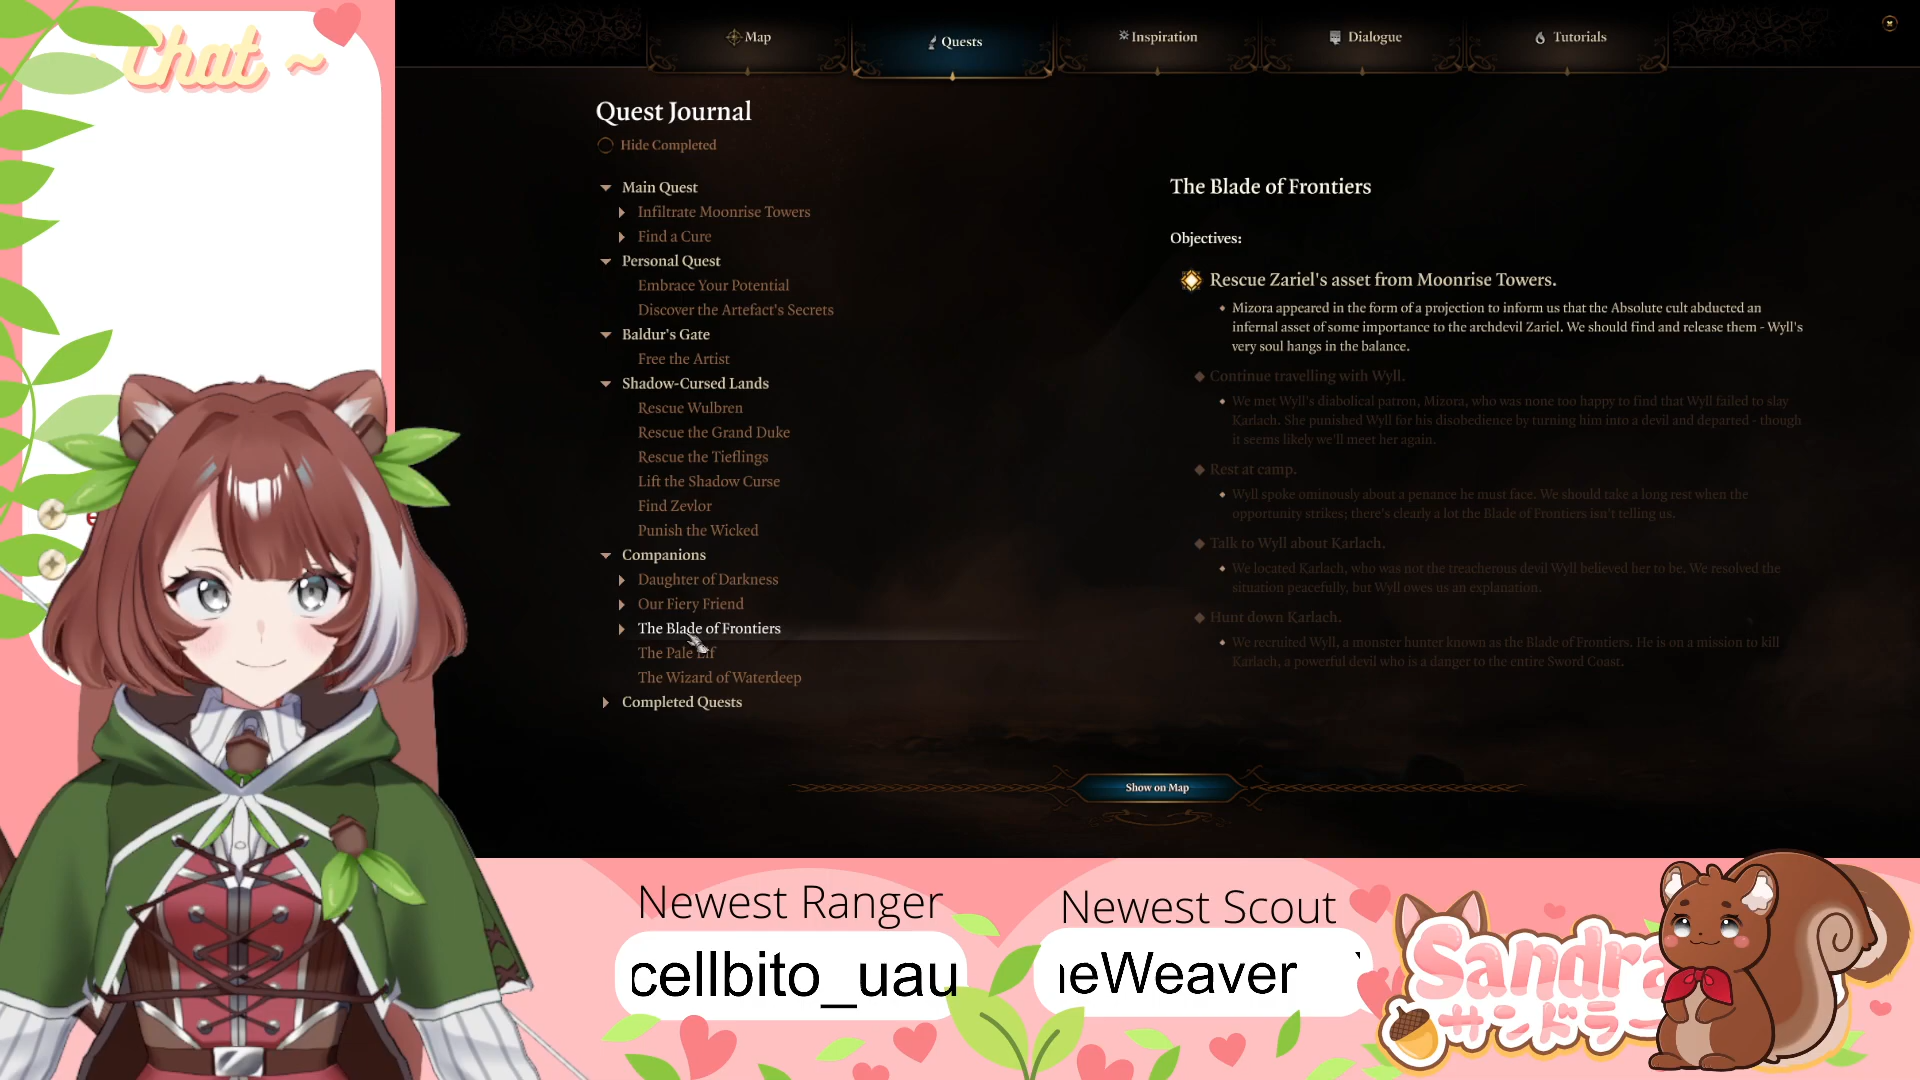 Chat ~
Map
Quests
Inspiration
Dialogue
Tutorials
Quest Journal
Hide Completed
Main Quest
Infiltrate Moonrise Towers
Find a Cure
Personal Quest
Embrace Your Potential
Discover the Artefact's Secrets
Baldur's Gate
Free the Artist
Shadow-Cursed Lands
Rescue Wulbren
Rescue the Grand Duke
Rescue the Tieflings
Lift the Shadow Curse
Find Zevlor
Punish the Wicked
Companions
Daughter of Darkness
Our Fiery Friend
The Blade of Frontiers
The Pale Elf
The Wizard of Waterdeep
Completed Quests
The Blade of Frontiers
Objectives:
Rescue Zariel's asset from Moonrise Towers.
Mizora appeared in the form of a projection to inform us that the Absolute cult abducted an
infernal asset of some importance to the archdevil Zariel. We should find and release them - Wyll's
very soul hangs in the balance.
Continue travelling with Wyll.
We met Wyll's diabolical patron, Mizora, who was none too happy to find that Wyll failed to slay
Karlach. She punished Wyll for his disobedience by turning him into a devil and departed - though
it seems likely we'll meet her again.
Rest at camp.
Wyll spoke ominously about a penance he must face. We should take a long rest when the
opportunity strikes; there's clearly a lot the Blade of Frontiers isn't telling us.
Talk to Wyll about Karlach.
We located Karlach, who was not the treacherous devil Wyll believed her to be. We resolved the
situation peacefully, but Wyll owes us an explanation.
Hunt down Karlach.
We recruited Wyll, a monster hunter known as the Blade of Frontiers. He is on a mission to kill
Karlach, a powerful devil who is a danger to the entire Sword Coast.
Show on Map
Newest Ranger
cellbito_uau
Newest Scout
eWeaver
Sandra
サンドラー